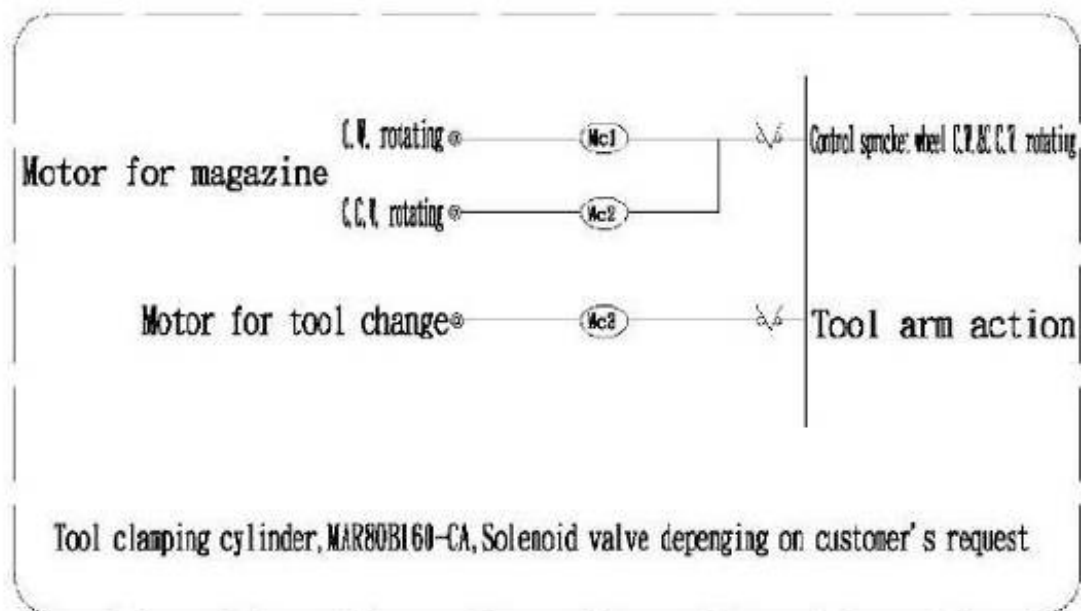 C.W. rotating
Mc1
Control sprocket wheel C.W.&C.C.W. rotating
Motor for magazine
C.C.W. rotating
Mc2
Motor for tool change
Mc3
Tool arm action
Tool clamping cylinder, MAR80B160-CA, Solenoid valve depenging on customer's request